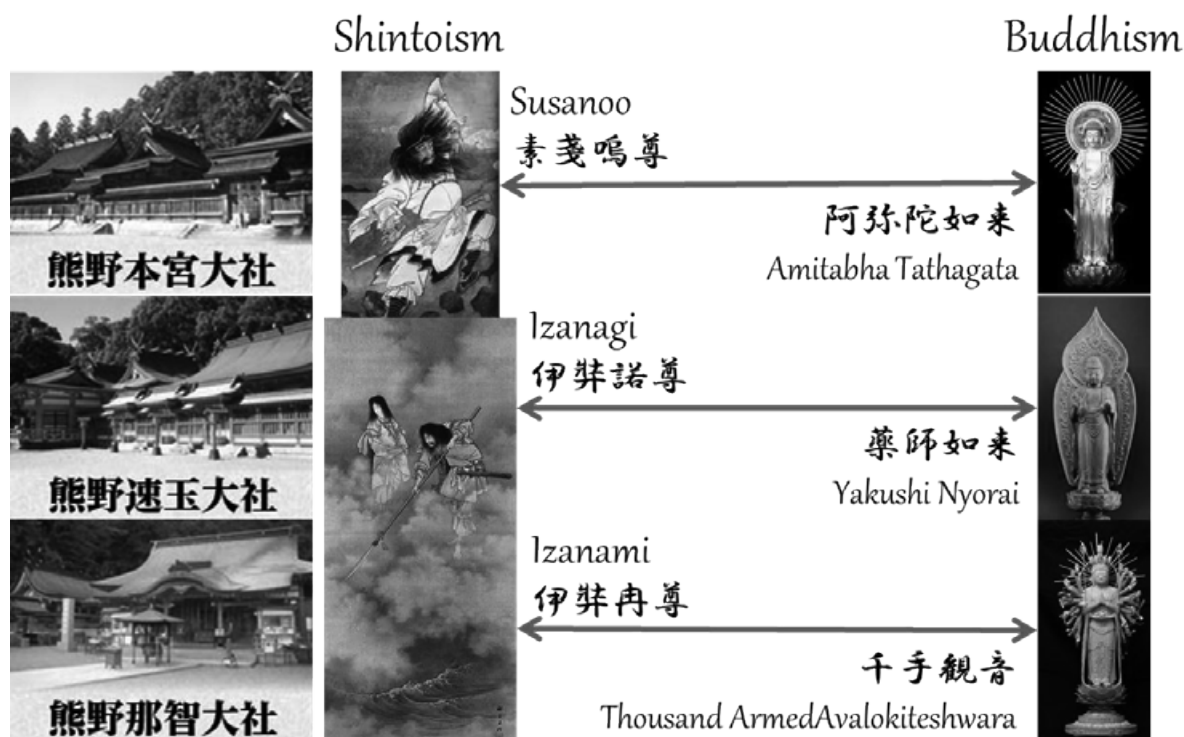 Shintoism
Buddhism
熊野本宮大社
Susanoo
素戔嗚尊
阿弥陀如来
Amitabha Tathagata
熊野速玉大社
Izanagi
伊弉諾尊
薬師如来
Yakushi Nyorai
熊野那智大社
Izanami
伊弉冉尊
千手観音
Thousand ArmedAvalokiteshwara